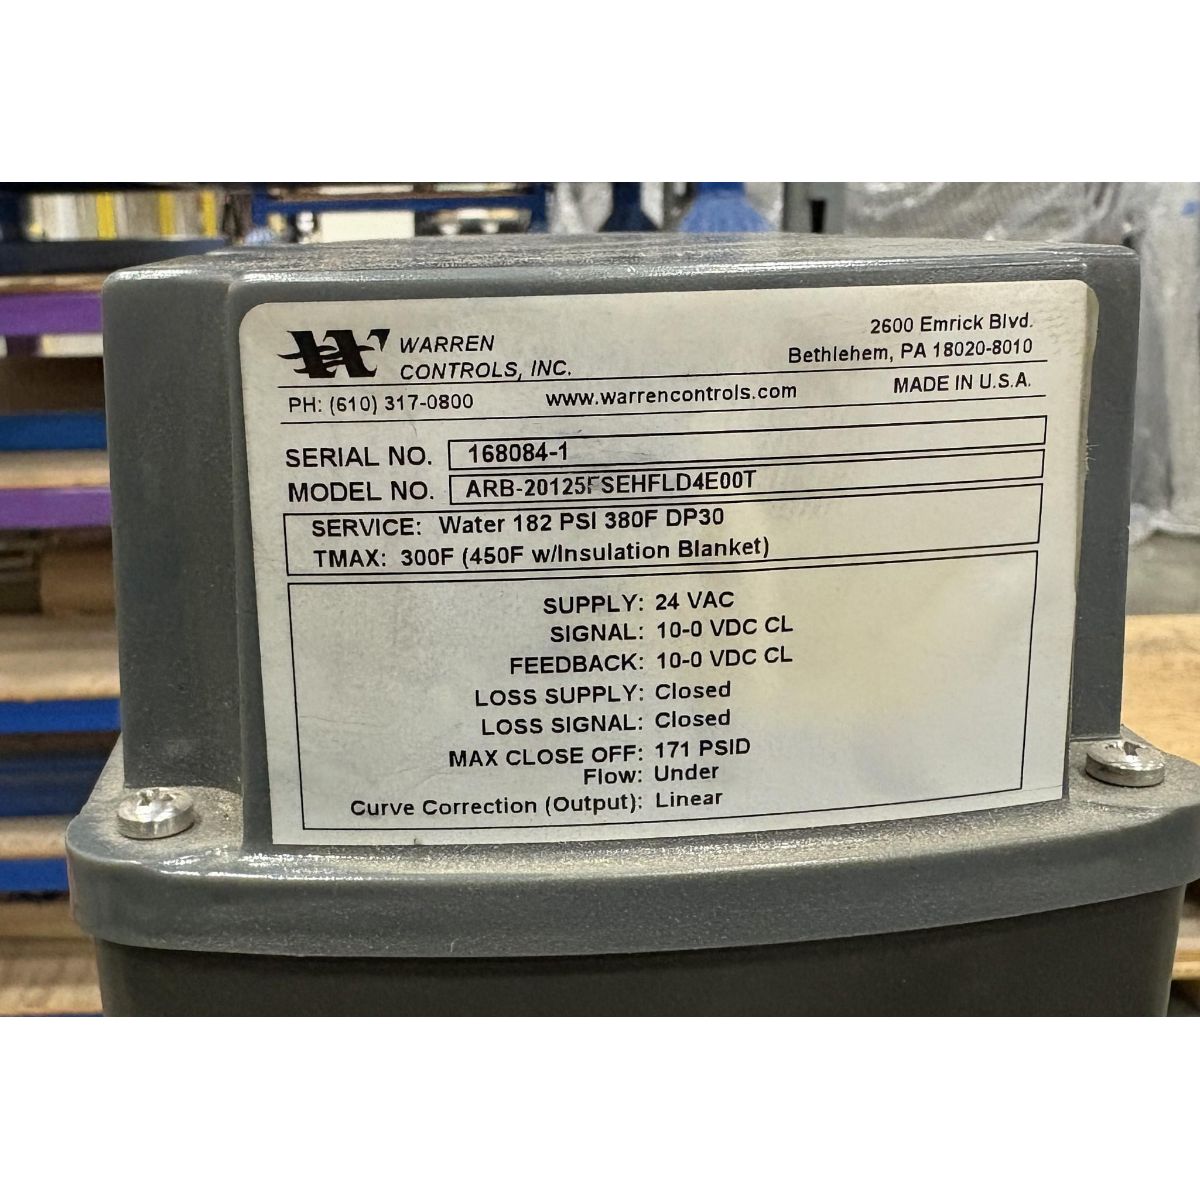 WARREN
CONTROLS, INC.
2600 Emrick Blvd.
Bethlehem, PA 18020-8010
PH: (610) 317-0800 www.warrencontrols.com MADE IN U.S.A.
SERIAL NO. 168084-1
MODEL NO. ARB-20125FSEHFLD4E00T
SERVICE: Water 182 PSI 380F DP30
TMAX: 300F (450F w/Insulation Blanket)
SUPPLY: 24 VAC
SIGNAL: 10-0 VDC CL
FEEDBACK: 10-0 VDC CL
LOSS SUPPLY: Closed
LOSS SIGNAL: Closed
MAX CLOSE OFF: 171 PSID
Flow: Under
Curve Correction (Output): Linear